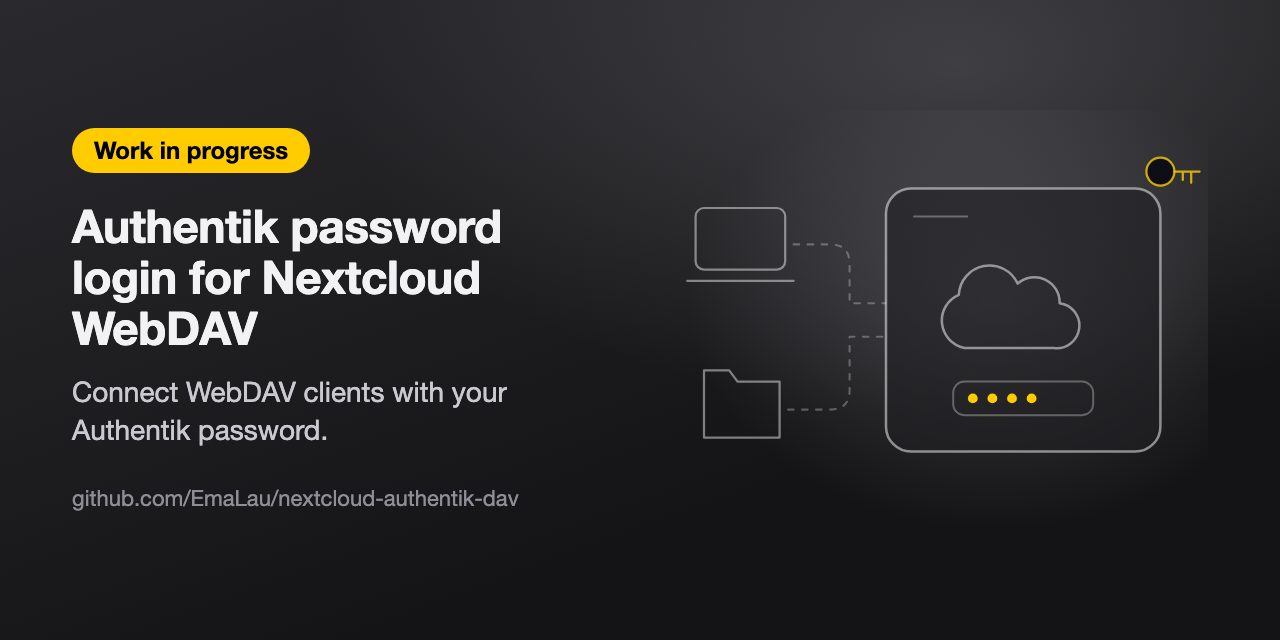 Work in progress
Authentik password
login for Nextcloud
WebDAV
Connect WebDAV clients with your
Authentik password.
github.com/EmaLau/nextcloud-authentik-dav